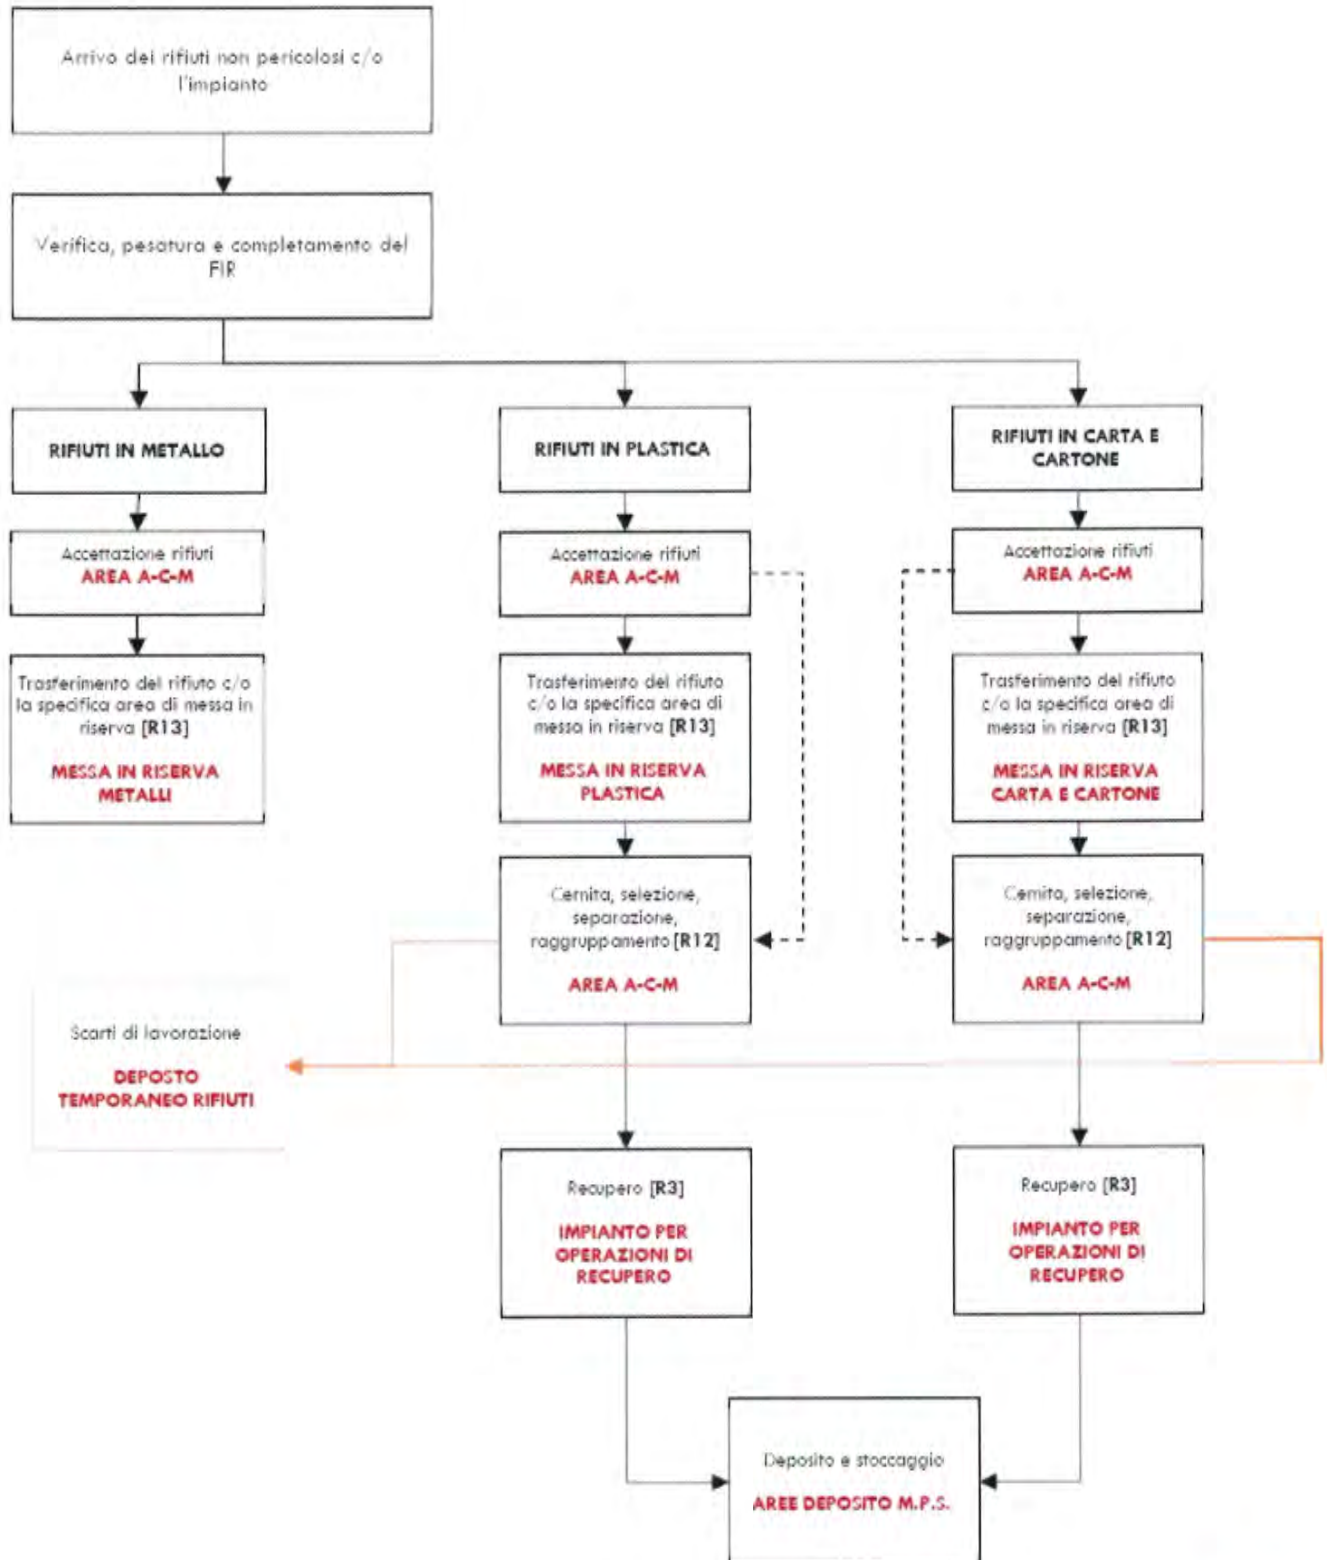 Arrivo dei rifiuti non pericolosi c/o
l'impianto
Verifica, pesatura e completamento del
FIR
RIFIUTI IN METALLO
Accettazione rifiuti
AREA A-C-M
Trasferimento del rifiuto c/o
la specifica area di messa in
riserva [R13]
MESSA IN RISERVA
METALLI
RIFIUTI IN PLASTICA
Accettazione rifiuti
AREA A-C-M
Trasferimento del rifiuto
c/o la specifica area di
messa in riserva [R13]
MESSA IN RISERVA
PLASTICA
Cernita, selezione,
separazione,
raggruppamento [R12]
AREA A-C-M
RIFIUTI IN CARTA E
CARTONE
Accettazione rifiuti
AREA A-C-M
Trasferimento del rifiuto
c/o la specifica area di
messa in riserva [R13]
MESSA IN RISERVA
CARTA E CARTONE
Cernita, selezione,
separazione,
raggruppamento [R12]
AREA A-C-M
Scarti di lavorazione
DEPOSTO
TEMPORANEO RIFIUTI
Recupero [R3]
IMPIANTO PER
OPERAZIONI DI
RECUPERO
Recupero [R3]
IMPIANTO PER
OPERAZIONI DI
RECUPERO
Deposito e stoccaggio
AREE DEPOSITO M.P.S.